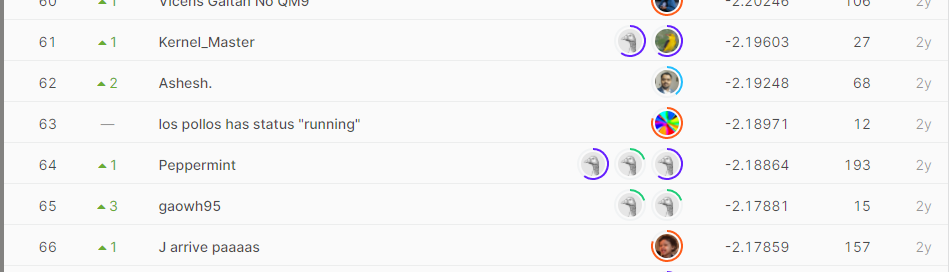 60 1 Vicens Gaitan No QM9 -2.20246 106 2y
61 1 Kernel_Master -2.19603 27 2y
62 2 Ashesh. -2.19248 68 2y
63 — los pollos has status "running" -2.18971 12 2y
64 1 Peppermint -2.18864 193 2y
65 3 gaowh95 -2.17881 15 2y
66 1 J arrive paaaas -2.17859 157 2y